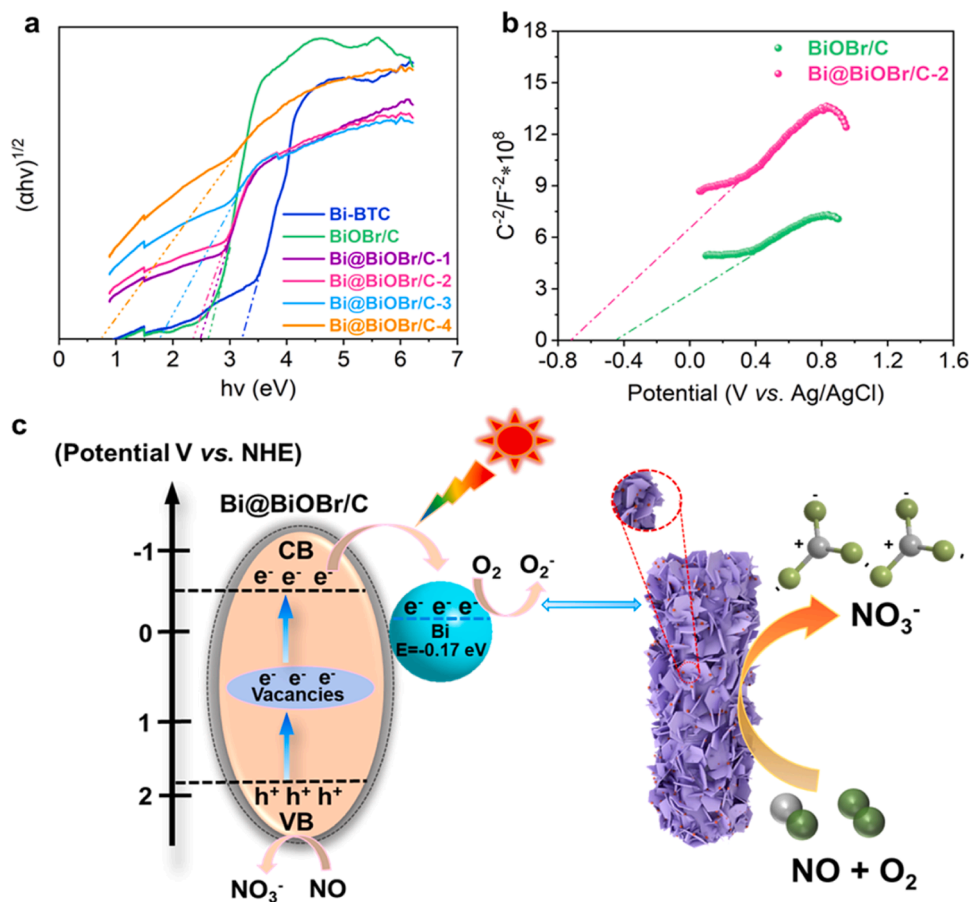 a
(αhν)^1/2
Bi-BTC
BiOBr/C
Bi@BiOBr/C-1
Bi@BiOBr/C-2
Bi@BiOBr/C-3
Bi@BiOBr/C-4
0 1 2 3 4 5 6 7
hν (eV)
b
C^-2/F^-2*10^8
18
15
12
9
6
3
0
BiOBr/C
Bi@BiOBr/C-2
-0.8 -0.4 0.0 0.4 0.8 1.2 1.6
Potential (V vs. Ag/AgCl)
c
(Potential V vs. NHE)
-1
0
1
2
Bi@BiOBr/C
CB
e- e- e-
e- e- e-
Vacancies
h+ h+ h+
VB
NO3- NO
e- e- e-
Bi
E=-0.17 eV
O2 O2-
- -
+ +
NO3-
NO + O2